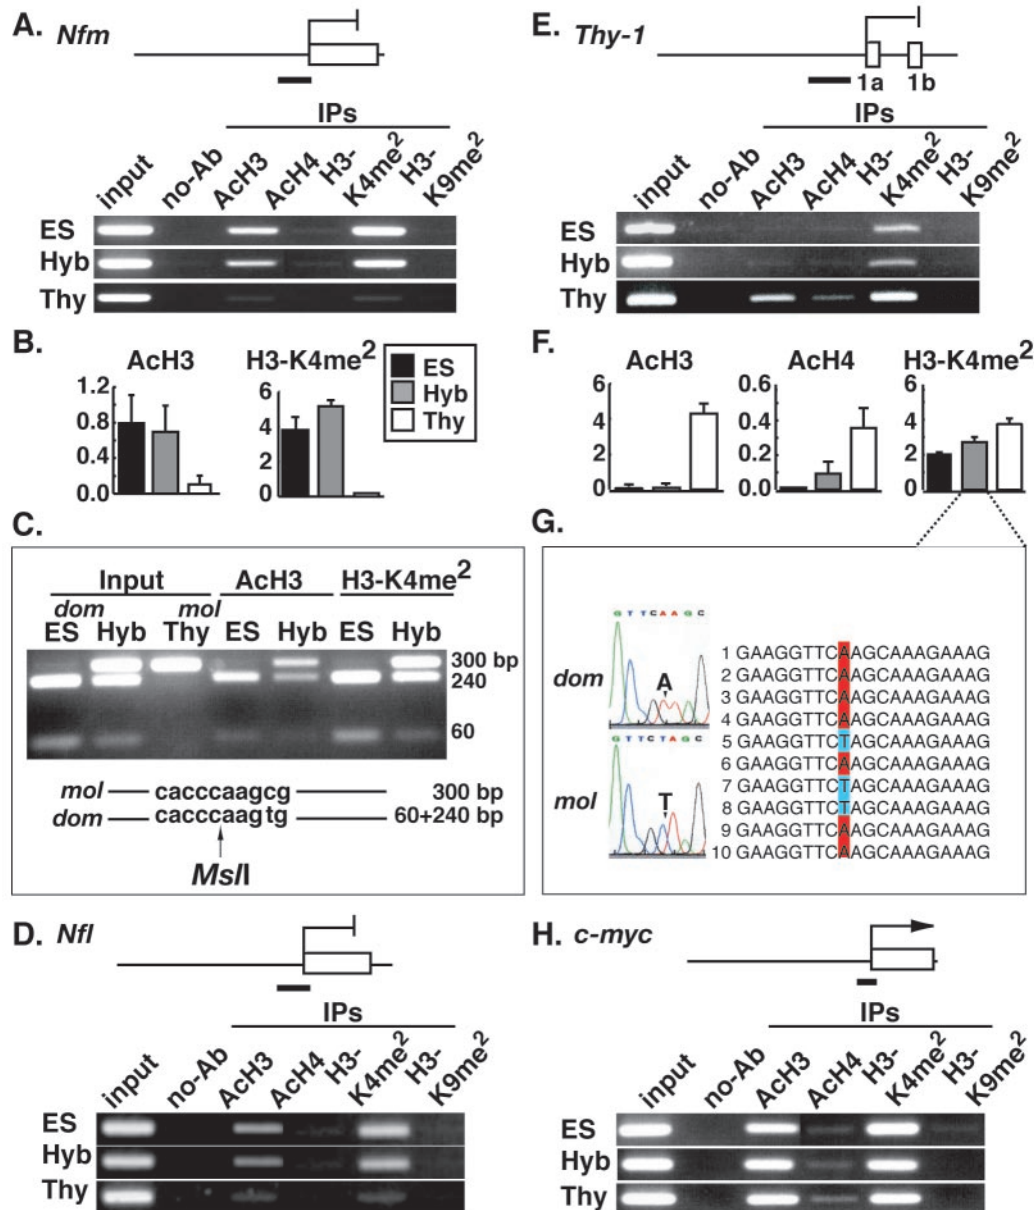 A. Nfm
IPs
input no-Ab AcH3 AcH4 H3-K4me² H3-K9me²
ES
Hyb
Thy
B.
AcH3 H3-K4me²
1.2
0.8
0.4
0.0
6
4
2
0
ES
Hyb
Thy
C.
Input AcH3 H3-K4me²
dom mol
ES Hyb Thy ES Hyb ES Hyb
300 bp
240
60
mol cacccaagcg 300 bp
dom cacccaagtg 60+240 bp
MslI
D. Nfl
IPs
input no-Ab AcH3 AcH4 H3-K4me² H3-K9me²
ES
Hyb
Thy
E. Thy-1
1a 1b
IPs
input no-Ab AcH3 AcH4 H3-K4me² H3-K9me²
ES
Hyb
Thy
F.
AcH3 AcH4 H3-K4me²
6
4
2
0
0.6
0.4
0.2
0.0
6
4
2
0
G.
G T T C A A G C
dom
A
G T T C T A G C
mol
T
1 GAAGGTTCAAGCAAAGAAAG
2 GAAGGTTCAAGCAAAGAAAG
3 GAAGGTTCAAGCAAAGAAAG
4 GAAGGTTCAAGCAAAGAAAG
5 GAAGGTTCTAGCAAAGAAAG
6 GAAGGTTCAAGCAAAGAAAG
7 GAAGGTTCTAGCAAAGAAAG
8 GAAGGTTCTAGCAAAGAAAG
9 GAAGGTTCAAGCAAAGAAAG
10 GAAGGTTCAAGCAAAGAAAG
H. c-myc
IPs
input no-Ab AcH3 AcH4 H3-K4me² H3-K9me²
ES
Hyb
Thy